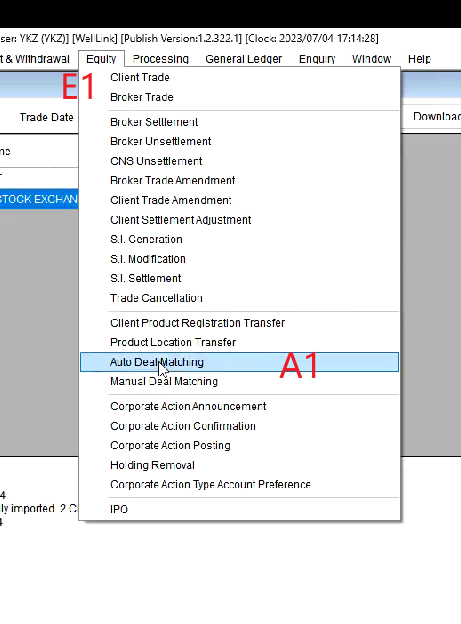 ser: YKZ (YKZ)] [WellLink] [Publish Version:1.2.322.1] [Clock: 2023/07/04 17:14:28]
t & Withdrawal Equity Processing General Ledger Enquiry Window Help
E1
Client Trade
Broker Trade
Trade Date
Download
Broker Settlement
Broker Unsettlement
CNS Unsettlement
Broker Trade Amendment
Client Trade Amendment
STOCK EXCHAN
Client Settlement Adjustment
S.I. Generation
S.I. Modification
S.I. Settlement
Trade Cancellation
Client Product Registration Transfer
Product Location Transfer
Auto Deal Matching
A1
Manual Deal Matching
Corporate Action Announcement
Corporate Action Confirmation
Corporate Action Posting
Holding Removal
Corporate Action Type Account Preference
4
lly imported. 2 C
IPO
4